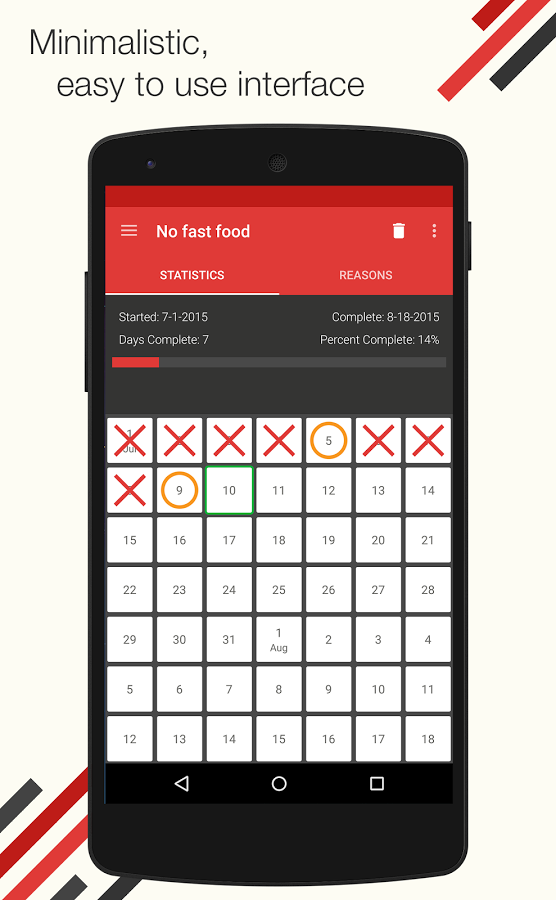 Minimalistic,
easy to use interface
No fast food
STATISTICS REASONS
Started: 7-1-2015 Complete: 8-18-2015
Days Complete: 7 Percent Complete: 14%
1 5
Jul
9 10 11 12 13 14
15 16 17 18 19 20 21
22 23 24 25 26 27 28
29 30 31 1 2 3 4
Aug
5 6 7 8 9 10 11
12 13 14 15 16 17 18